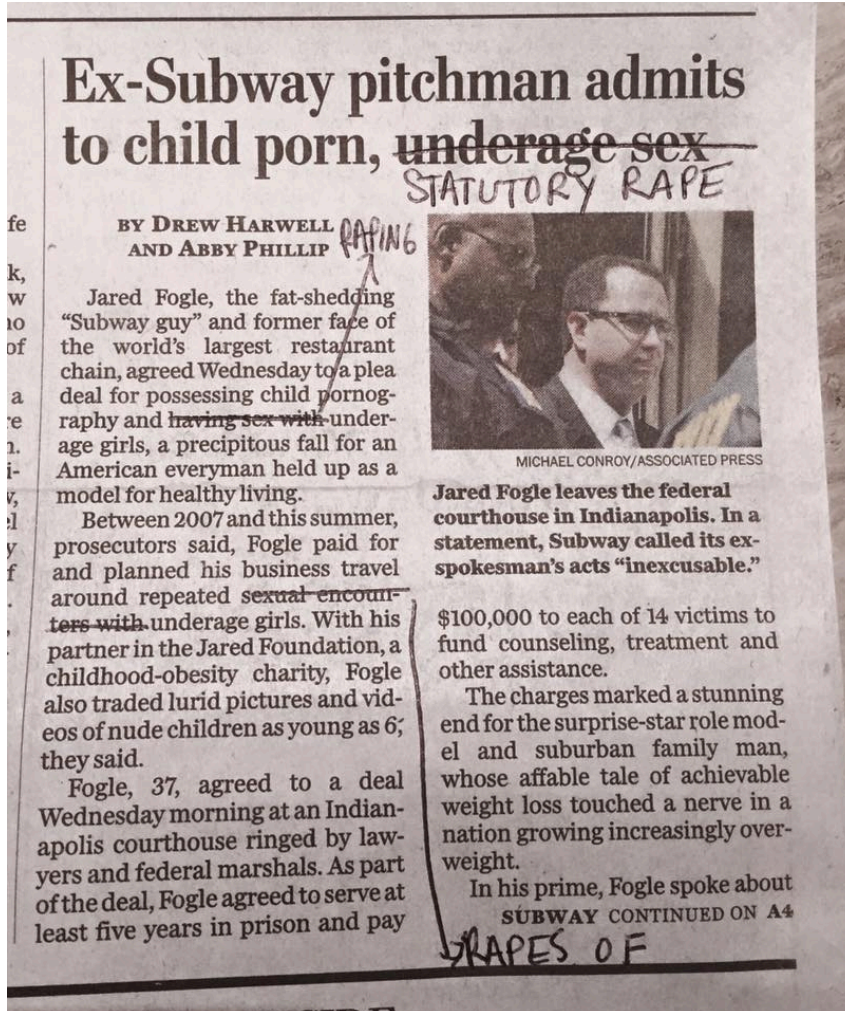 Ex-Subway pitchman admits
to child porn, underage sex
STATUTORY RAPE
BY DREW HARWELL
AND ABBY PHILLIP
RAPING
Jared Fogle, the fat-shedding
“Subway guy” and former face of
the world’s largest restaurant
chain, agreed Wednesday to a plea
deal for possessing child pornog-
raphy and having sex with under-
age girls, a precipitous fall for an
American everyman held up as a
model for healthy living.
Between 2007 and this summer,
prosecutors said, Fogle paid for
and planned his business travel
around repeated sexual encoun-
ters with underage girls. With his
partner in the Jared Foundation, a
childhood-obesity charity, Fogle
also traded lurid pictures and vid-
eos of nude children as young as 6,
they said.
Fogle, 37, agreed to a deal
Wednesday morning at an Indian-
apolis courthouse ringed by law-
yers and federal marshals. As part
of the deal, Fogle agreed to serve at
least five years in prison and pay
MICHAEL CONROY/ASSOCIATED PRESS
Jared Fogle leaves the federal
courthouse in Indianapolis. In a
statement, Subway called its ex-
spokesman’s acts “inexcusable.”
$100,000 to each of 14 victims to
fund counseling, treatment and
other assistance.
The charges marked a stunning
end for the surprise-star role mod-
el and suburban family man,
whose affable tale of achievable
weight loss touched a nerve in a
nation growing increasingly over-
weight.
In his prime, Fogle spoke about
SUBWAY CONTINUED ON A4
RAPES OF